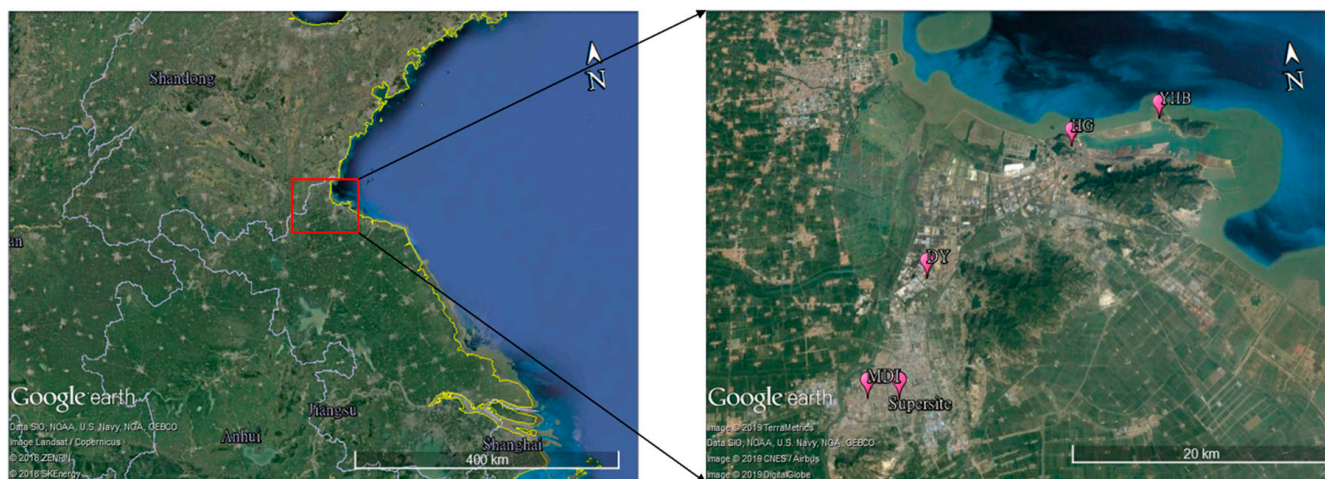 Shandong
N
an
Google earth
Jiangsu
Anhui
Shanghai
Data SIO, NOAA, U.S. Navy, NGA, GEBCO
Image Landsat / Copernicus
© 2018 ZENRIN
© 2018 SKEnergy
400 km
N
YHB
HG
DY
MDI
Supersite
Google earth
Image © 2019 TerraMetrics
Data SIO, NOAA, U.S. Navy, NGA, GEBCO
Image © 2019 CNES / Airbus
Image © 2019 DigitalGlobe
20 km